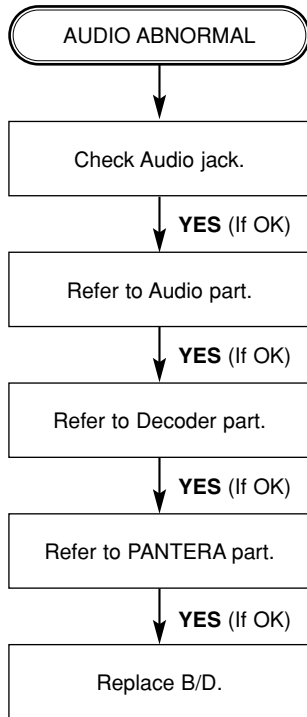 AUDIO ABNORMAL
Check Audio jack.
YES (If OK)
Refer to Audio part.
YES (If OK)
Refer to Decoder part.
YES (If OK)
Refer to PANTERA part.
YES (If OK)
Replace B/D.